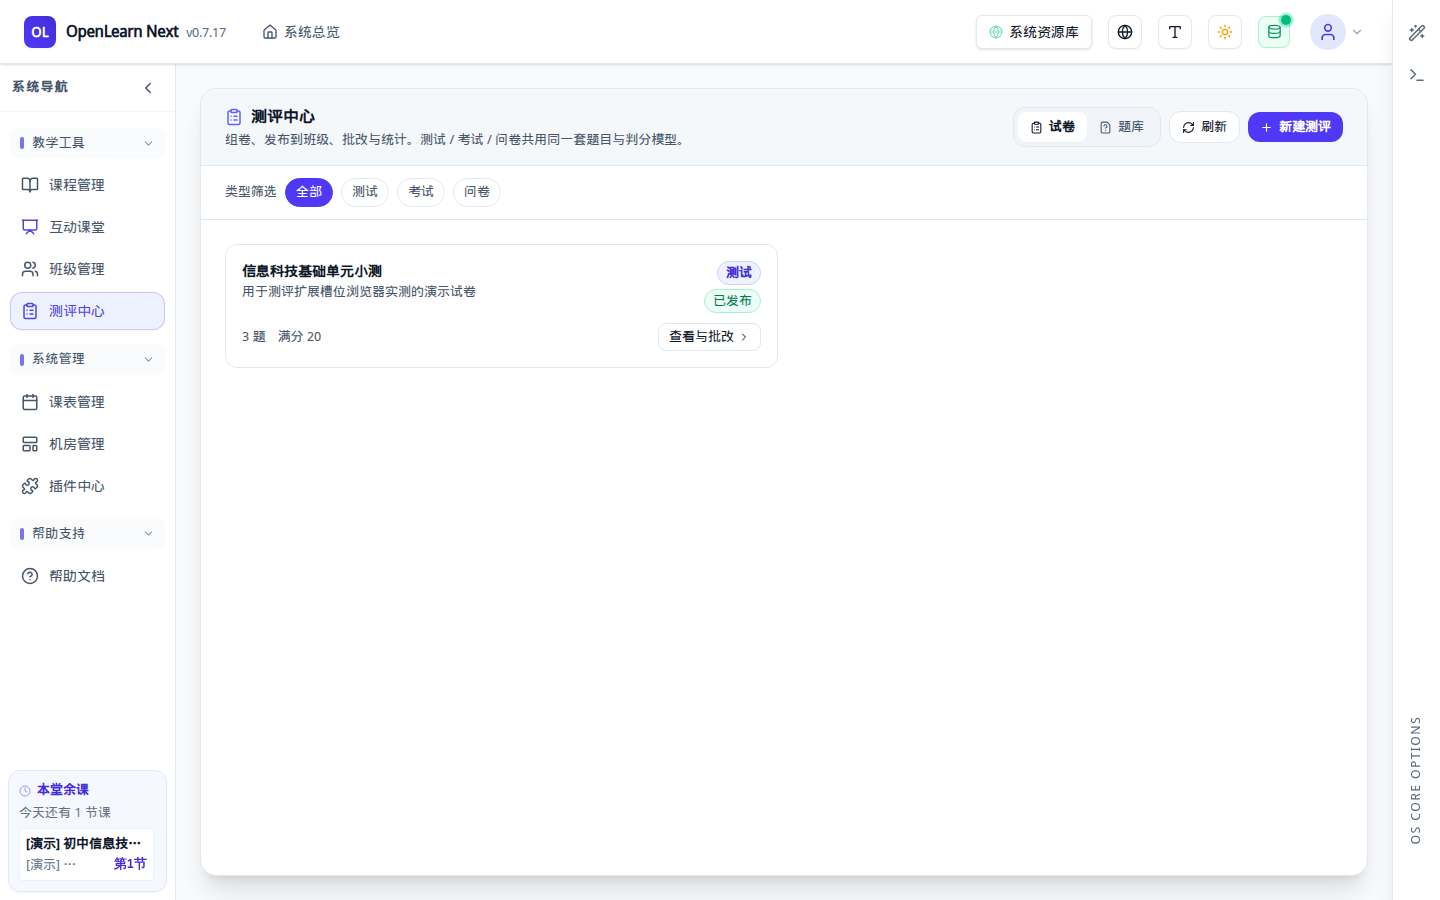 OL OpenLearn Next v0.7.17 系统总览 系统资源库
系统导航
教学工具
课程管理
互动课堂
班级管理
测评中心
系统管理
课表管理
机房管理
插件中心
帮助支持
帮助文档
本堂余课
今天还有 1 节课
[演示] 初中信息技…
[演示] … 第1节
测评中心
组卷、发布到班级、批改与统计。测试 / 考试 / 问卷共用同一套题目与判分模型。
试卷 题库 刷新 新建测评
类型筛选 全部 测试 考试 问卷
信息科技基础单元小测 测试
用于测评扩展槽位浏览器实测的演示试卷 已发布
3 题 满分 20 查看与批改
OS CORE OPTIONS